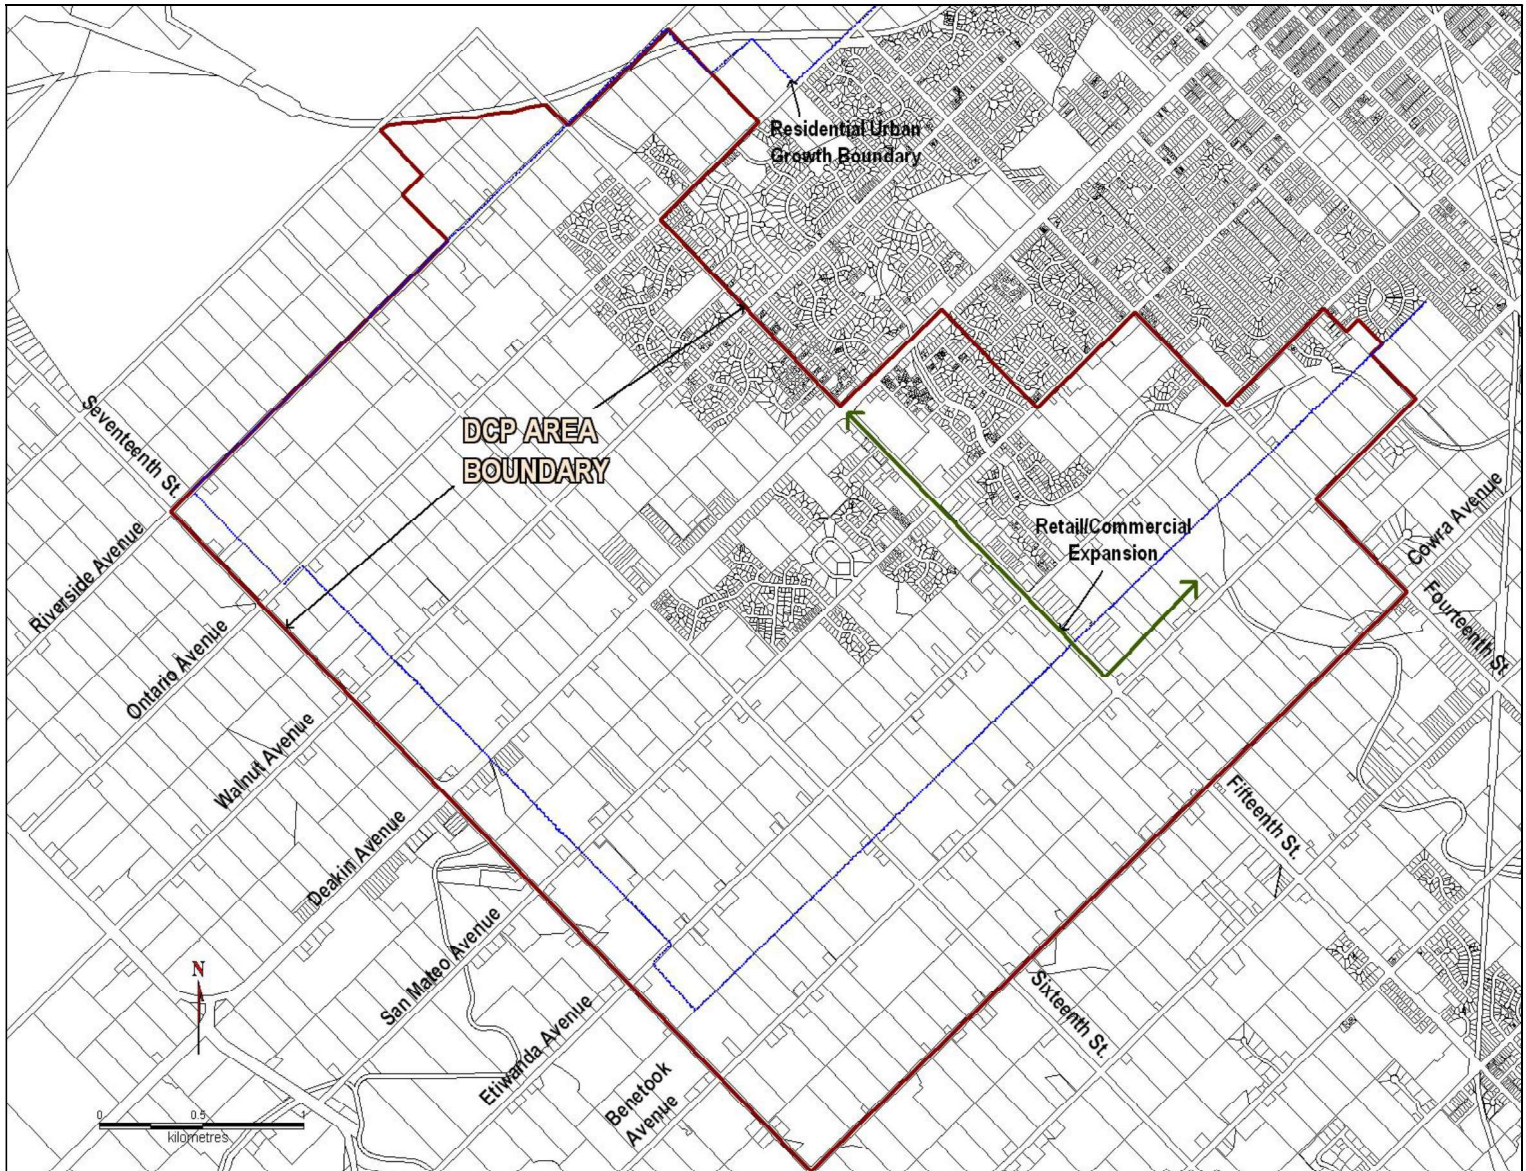 Residential Urban
Growth Boundary
Seventeenth St.
DCP AREA
BOUNDARY
Retail/Commercial
Expansion
Cowra Avenue
Riverside Avenue
Fourteenth St.
Ontario Avenue
Walnut Avenue
Fifteenth St.
Deakin Avenue
San Mateo Avenue
N
Sixteenth St.
Etiwanda Avenue
Benetook
Avenue
0 0.5 1
kilometres